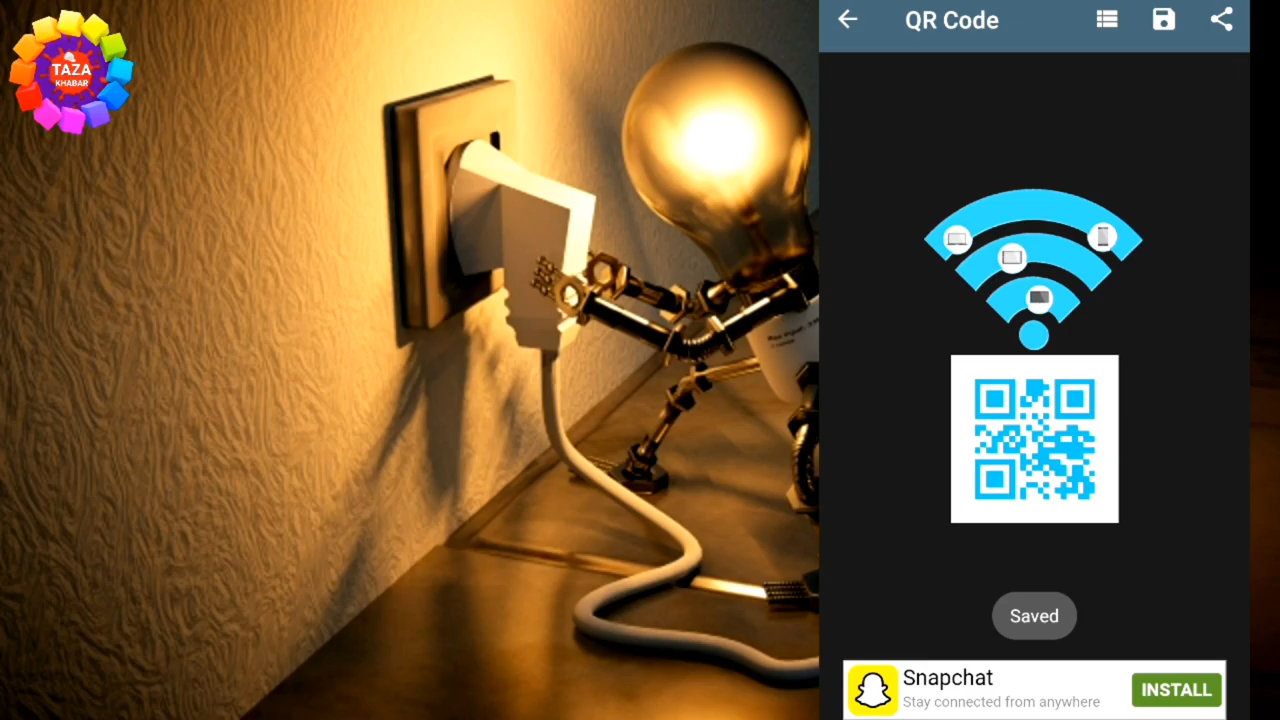 TAZA
KHABAR
QR Code
Saved
Snapchat
Stay connected from anywhere
INSTALL